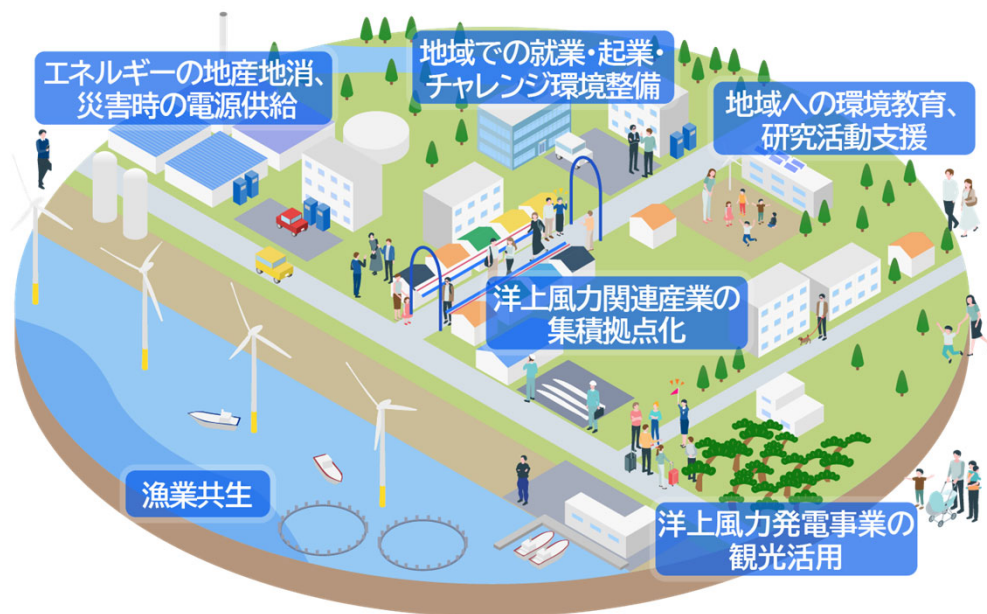 エネルギーの地産地消、
災害時の電源供給
地域での就業・起業・
チャレンジ環境整備
地域への環境教育、
研究活動支援
洋上風力関連産業の
集積拠点化
漁業共生
洋上風力発電事業の
観光活用